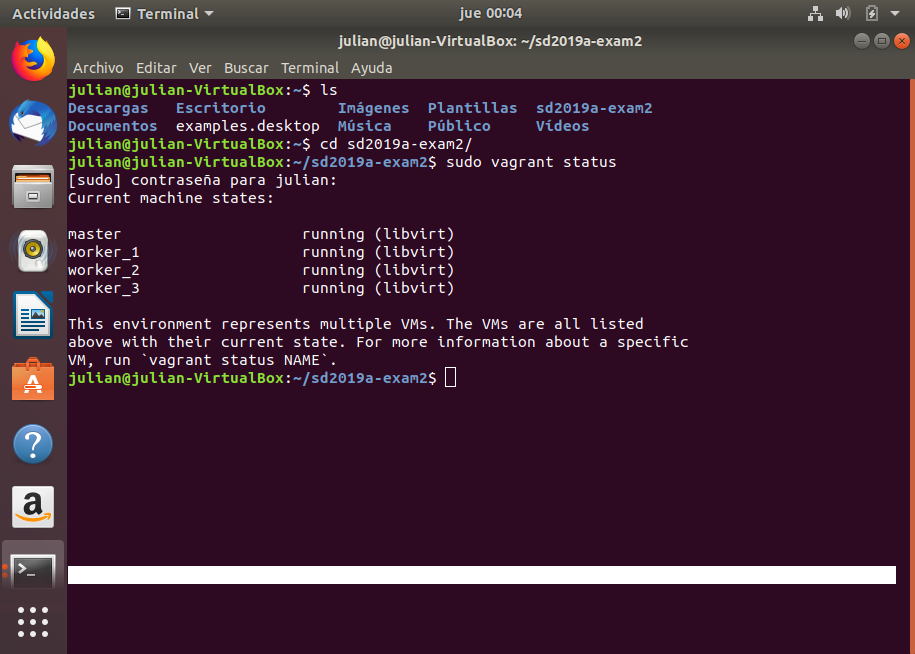 Actividades Terminal jue 00:04
julian@julian-VirtualBox: ~/sd2019a-exam2
Archivo Editar Ver Buscar Terminal Ayuda
julian@julian-VirtualBox:~$ ls
Descargas Escritorio Imágenes Plantillas sd2019a-exam2
Documentos examples.desktop Música Público Vídeos
julian@julian-VirtualBox:~$ cd sd2019a-exam2/
julian@julian-VirtualBox:~/sd2019a-exam2$ sudo vagrant status
[sudo] contraseña para julian:
Current machine states:
master running (libvirt)
worker_1 running (libvirt)
worker_2 running (libvirt)
worker_3 running (libvirt)
This environment represents multiple VMs. The VMs are all listed
above with their current state. For more information about a specific
VM, run `vagrant status NAME`.
julian@julian-VirtualBox:~/sd2019a-exam2$